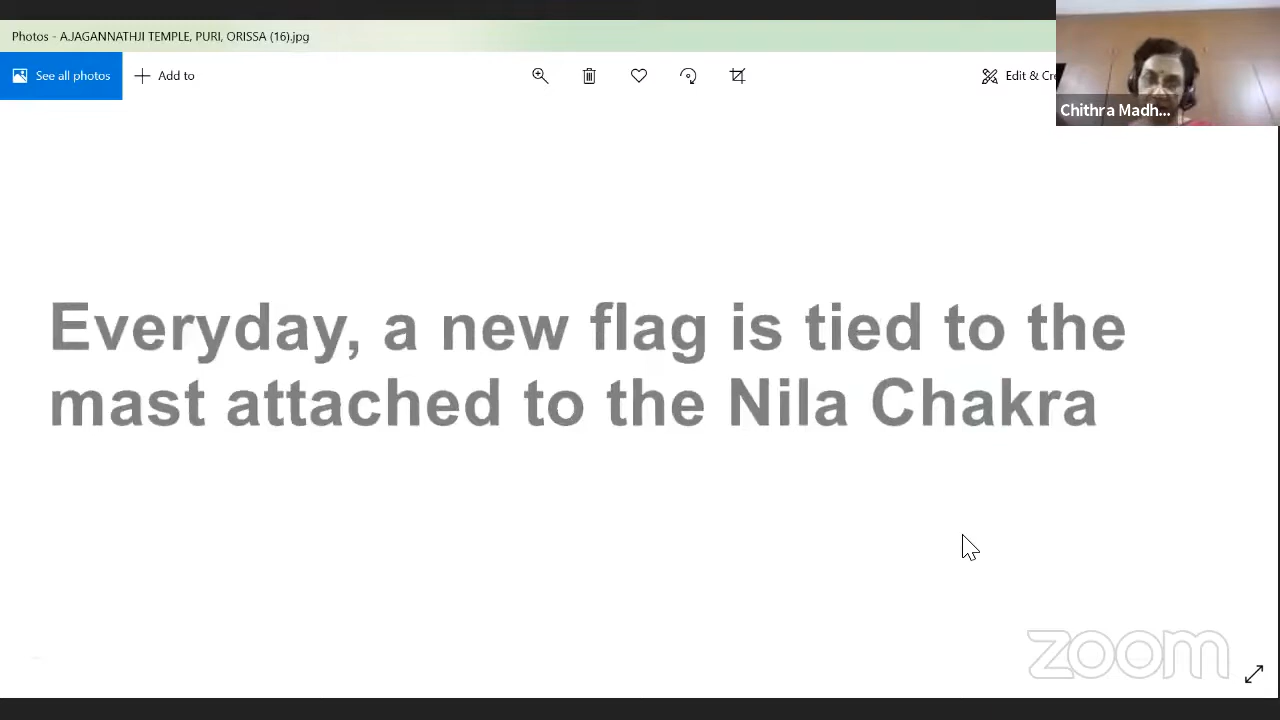 Photos - A.JAGANNATHJI TEMPLE, PURI, ORISSA (16).jpg
See all photos
Add to
Edit & Cre
Chithra Madh...
Everyday, a new flag is tied to the
mast attached to the Nila Chakra
zoom